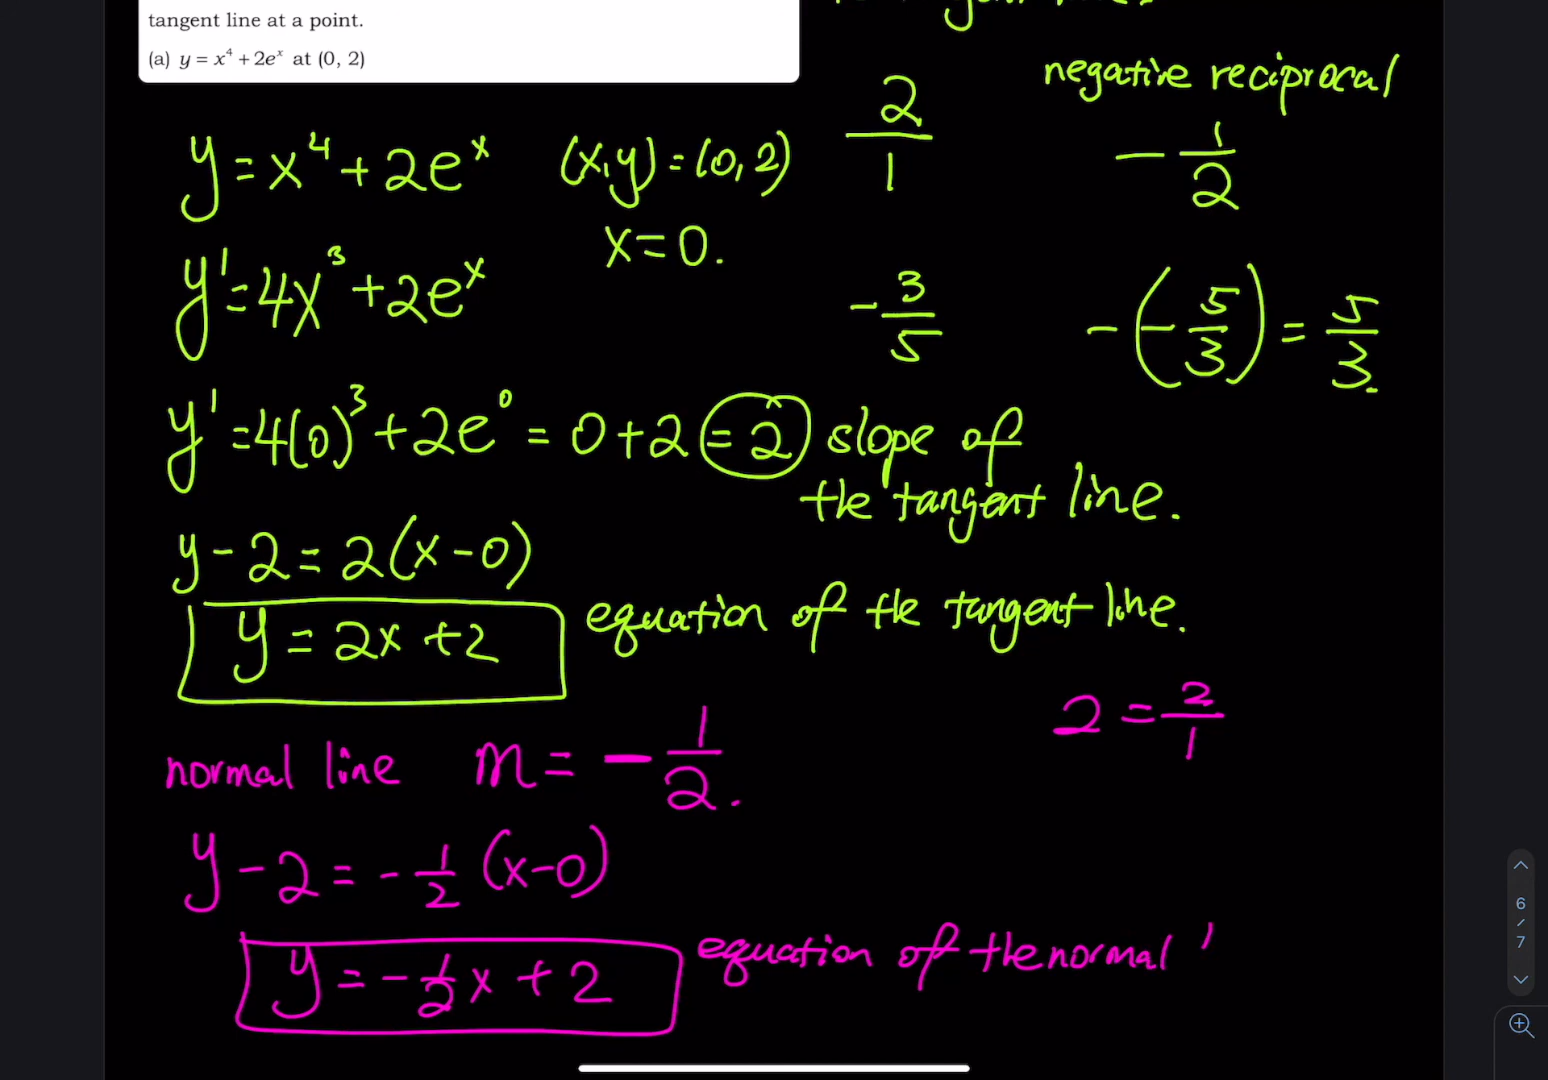 tangent line at a point.
(a) y = x⁴ + 2eˣ at (0, 2)
negative reciprocal
y = x⁴ + 2eˣ (x,y) = (0, 2) 2/1 - 1/2
x = 0.
y' = 4x³ + 2eˣ - 3/5 - (- 5/3) = 5/3.
y' = 4(0)³ + 2e⁰ = 0 + 2 = 2 slope of
the tangent line.
y - 2 = 2(x - 0)
y = 2x + 2 equation of the tangent line.
2 = 2/1
normal line m = - 1/2.
y - 2 = - 1/2 (x - 0)
y = - 1/2 x + 2 equation of the normal
6
/
7